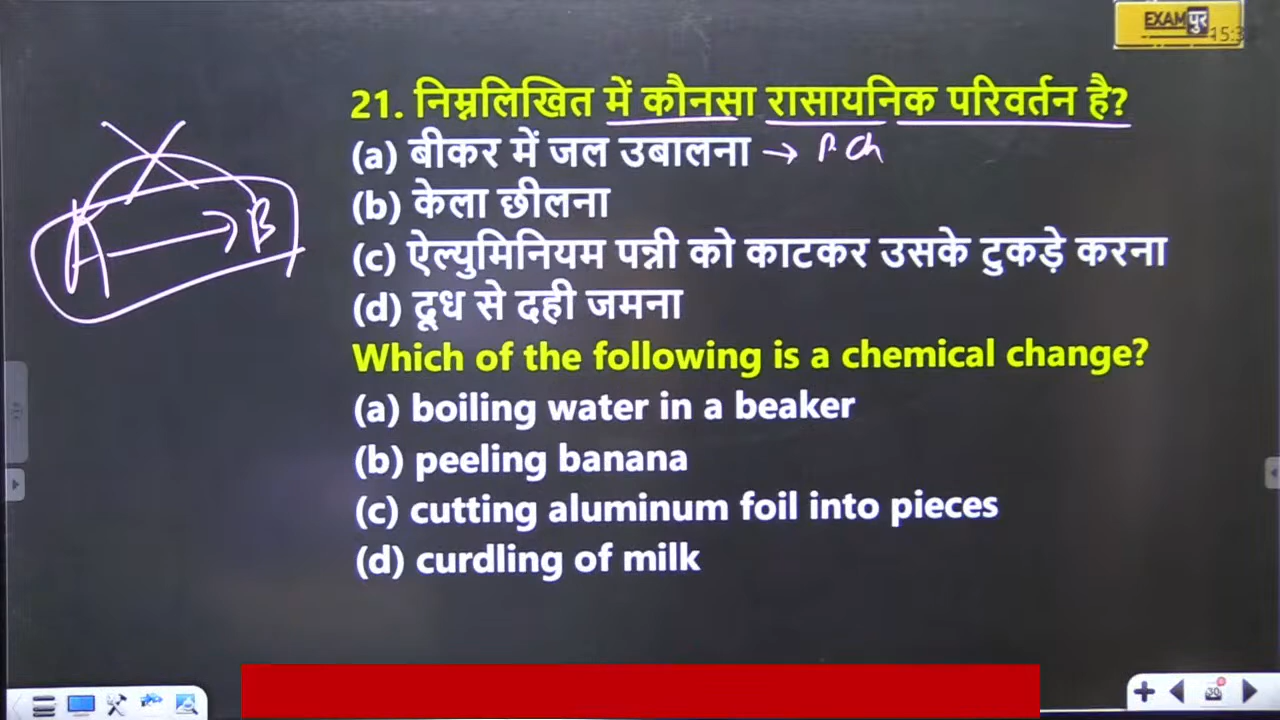 EXAMपुर
21. निम्नलिखित में कौनसा रासायनिक परिवर्तन है?
(a) बीकर में जल उबालना → P. Ch
(b) केला छीलना
(c) ऐल्युमिनियम पन्नी को काटकर उसके टुकड़े करना
(d) दूध से दही जमना
A → B
Which of the following is a chemical change?
(a) boiling water in a beaker
(b) peeling banana
(c) cutting aluminum foil into pieces
(d) curdling of milk